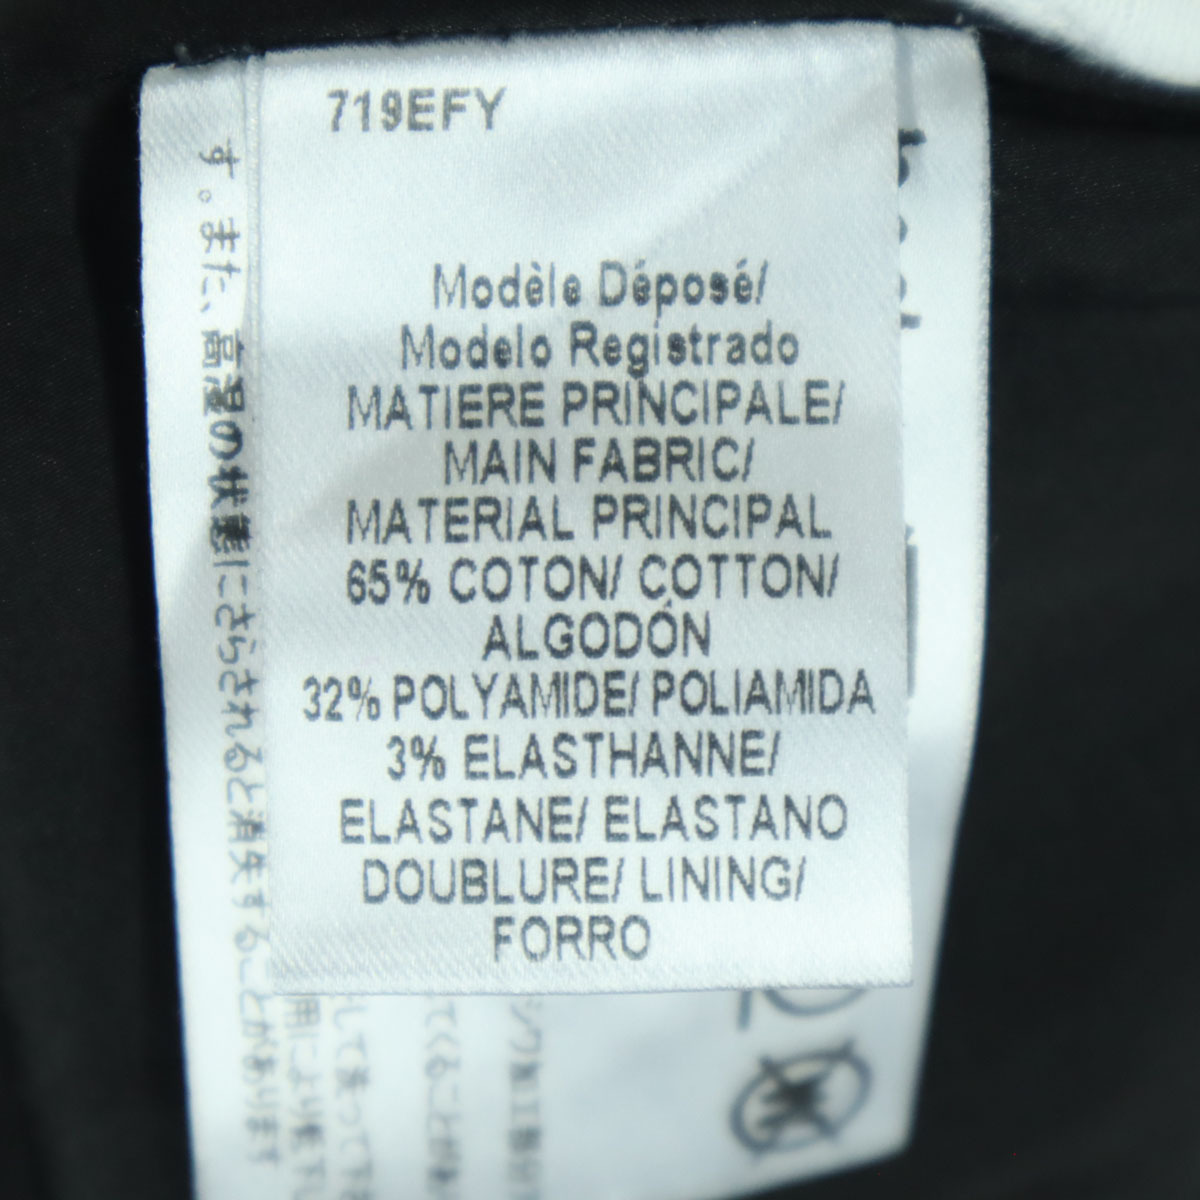 719EFY
Modèle Déposé/
Modelo Registrado
MATIERE PRINCIPALE/
MAIN FABRIC/
MATERIAL PRINCIPAL
65% COTON/ COTTON/
ALGODÓN
32% POLYAMIDE/ POLIAMIDA
3% ELASTHANNE/
ELASTANE/ ELASTANO
DOUBLURE/ LINING/
FORRO
す。また、高湿の状態にさらされると消失することがあります